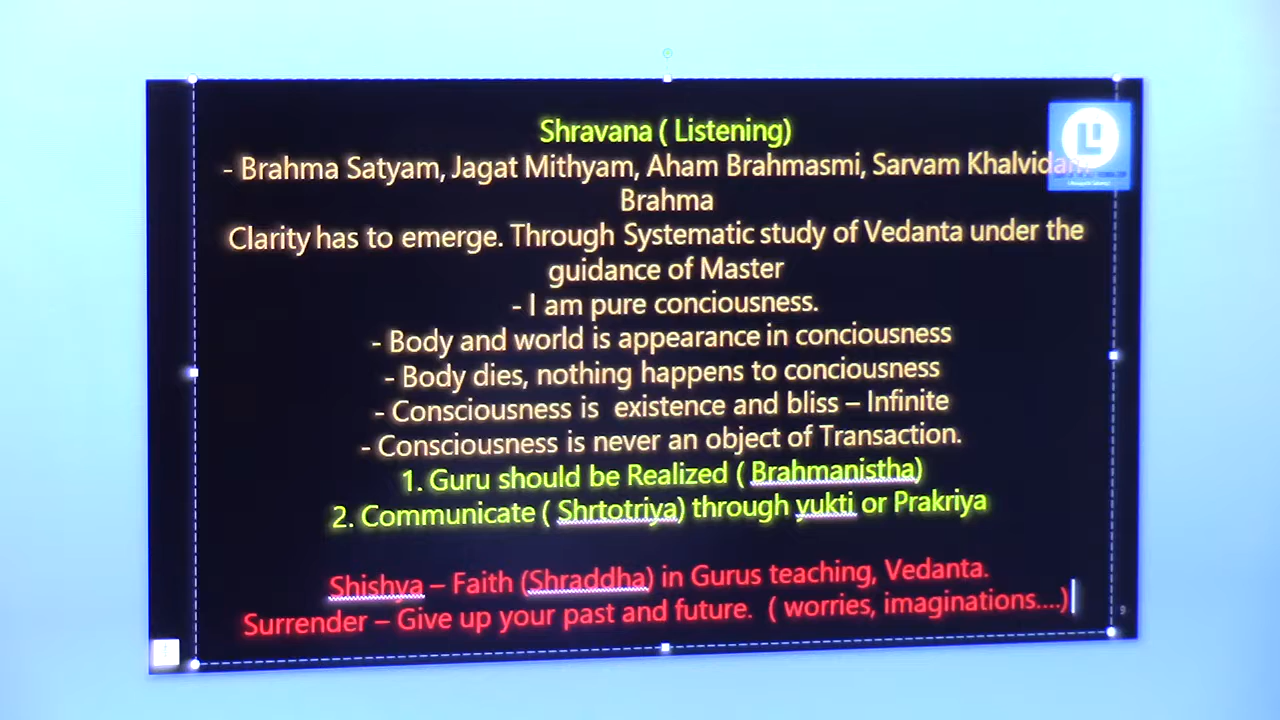 Shravana ( Listening)
- Brahma Satyam, Jagat Mithyam, Aham Brahmasmi, Sarvam Khalvidam
Brahma
Clarity has to emerge. Through Systematic study of Vedanta under the
guidance of Master
- I am pure conciousness.
- Body and world is appearance in conciousness
- Body dies, nothing happens to conciousness
- Consciousness is existence and bliss – Infinite
- Consciousness is never an object of Transaction.
1. Guru should be Realized ( Brahmanistha)
2. Communicate ( Shrtotriya) through yukti or Prakriya
Shishya – Faith (Shraddha) in Gurus teaching, Vedanta.
Surrender – Give up your past and future. ( worries, imaginations....)
9